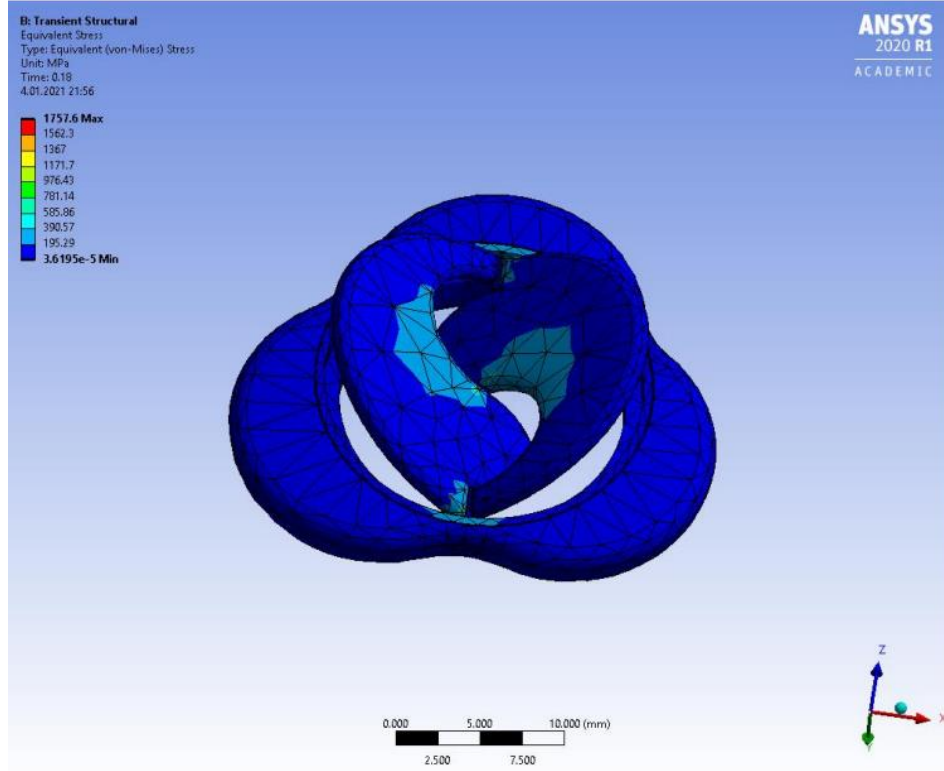 B: Transient Structural
Equivalent Stress
Type: Equivalent (von-Mises) Stress
Unit: MPa
Time: 0.18
4.01.2021 21:56
1757.6 Max
1562.3
1367
1171.7
976.43
781.14
585.86
390.57
195.29
3.6195e-5 Min
ANSYS
2020 R1
ACADEMIC
0.000 5.000 10.000 (mm)
2.500 7.500
Z
X
Y